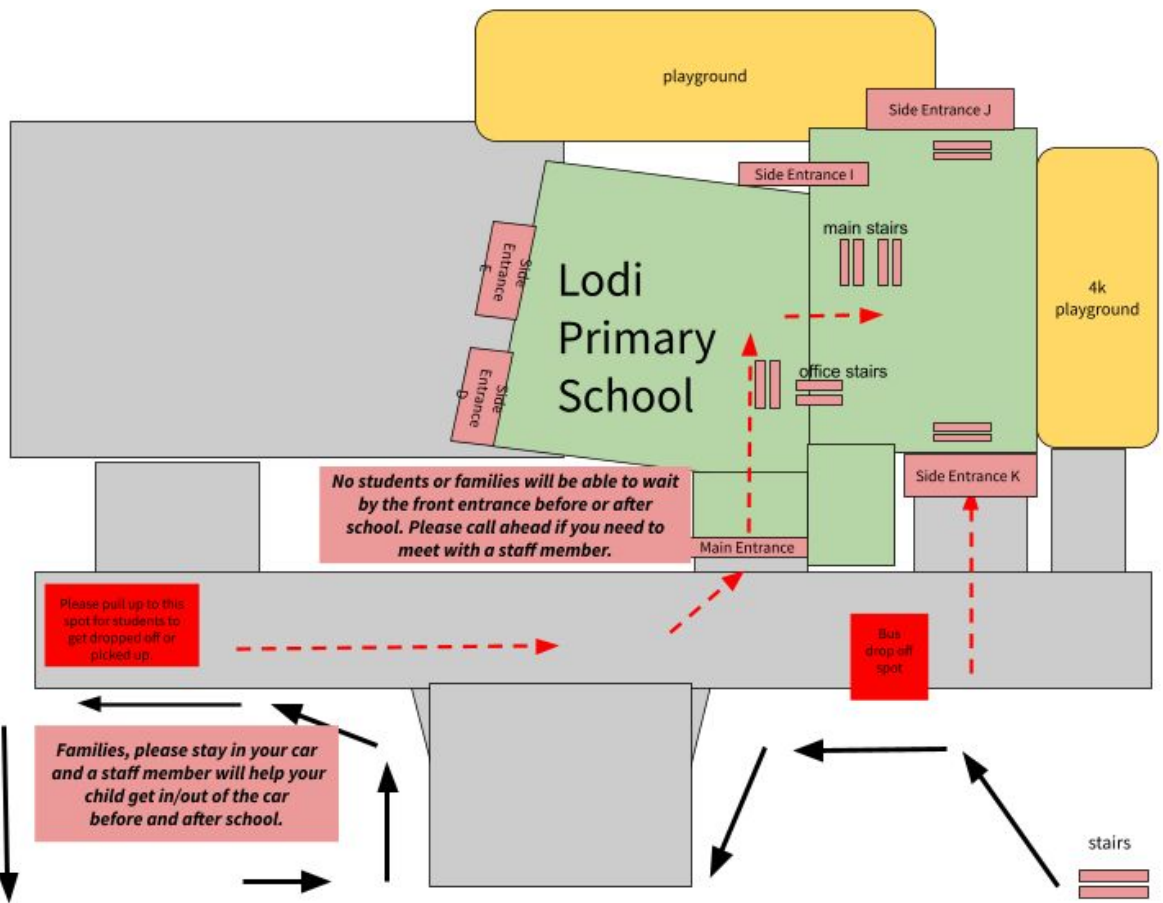 playground
Side Entrance J
Side Entrance I
main stairs
Side
Entrance
E
4k
playground
Lodi
Primary
School
office stairs
Side
Entrance
D
No students or families will be able to wait
by the front entrance before or after
school. Please call ahead if you need to
meet with a staff member.
Side Entrance K
Main Entrance
Please pull up to this
spot for students to
get dropped off or
picked up.
Bus
drop off
spot
Families, please stay in your car
and a staff member will help your
child get in/out of the car
before and after school.
stairs